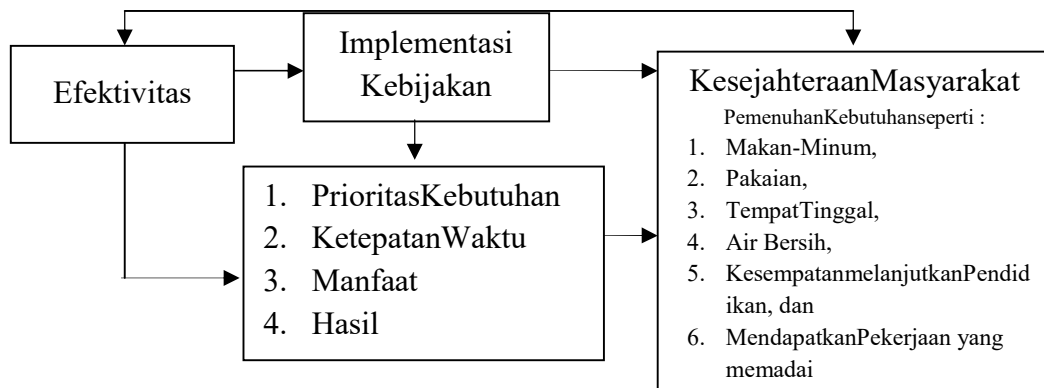 Efektivitas
Implementasi
Kebijakan
1. PrioritasKebutuhan
2. KetepatanWaktu
3. Manfaat
4. Hasil
KesejahteraanMasyarakat
PemenuhanKebutuhanseperti :
1. Makan-Minum,
2. Pakaian,
3. TempatTinggal,
4. Air Bersih,
5. KesempatanmelanjutkanPendid
ikan, dan
6. MendapatkanPekerjaan yang
memadai